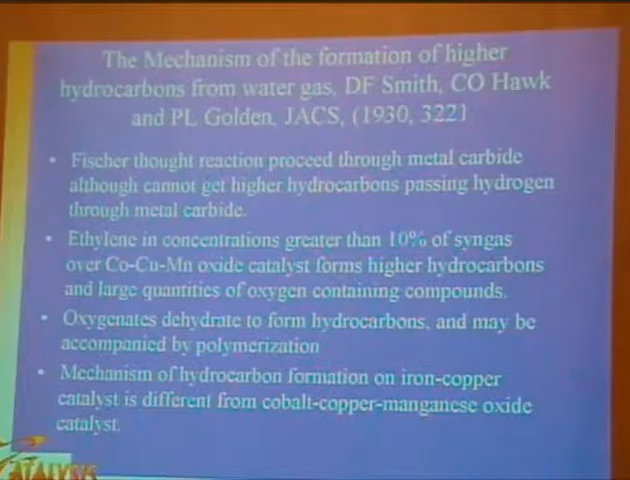 The Mechanism of the formation of higher
hydrocarbons from water gas, DF Smith, CO Hawk
and PL Golden, JACS, (1930, 3221
• Fischer thought reaction proceed through metal carbide
although cannot get higher hydrocarbons passing hydrogen
through metal carbide.
• Ethylene in concentrations greater than 10% of syngas
over Co-Cu-Mn oxide catalyst forms higher hydrocarbons
and large quantities of oxygen containing compounds.
• Oxygenates dehydrate to form hydrocarbons, and may be
accompanied by polymerization
• Mechanism of hydrocarbon formation on iron-copper
catalyst is different from cobalt-copper-manganese oxide
catalyst.
CATALYSIS